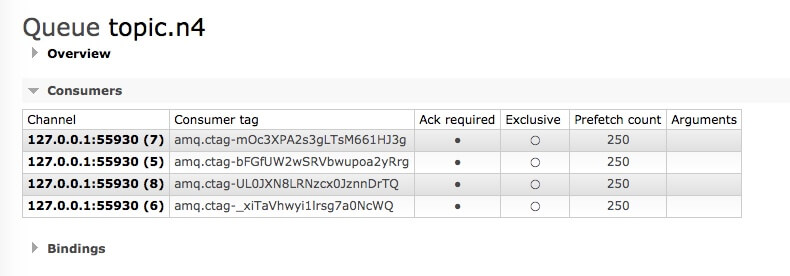 Queue topic.n4
Overview
Consumers
Channel Consumer tag Ack required Exclusive Prefetch count Arguments
127.0.0.1:55930 (7) amq.ctag-mOc3XPA2s3gLTsM661HJ3g ● ○ 250
127.0.0.1:55930 (5) amq.ctag-bFGfUW2wSRVbwupoa2yRrg ● ○ 250
127.0.0.1:55930 (8) amq.ctag-UL0JXN8LRNzcx0JznnDrTQ ● ○ 250
127.0.0.1:55930 (6) amq.ctag-_xiTaVhwyi1lrsg7a0NcWQ ● ○ 250
Bindings